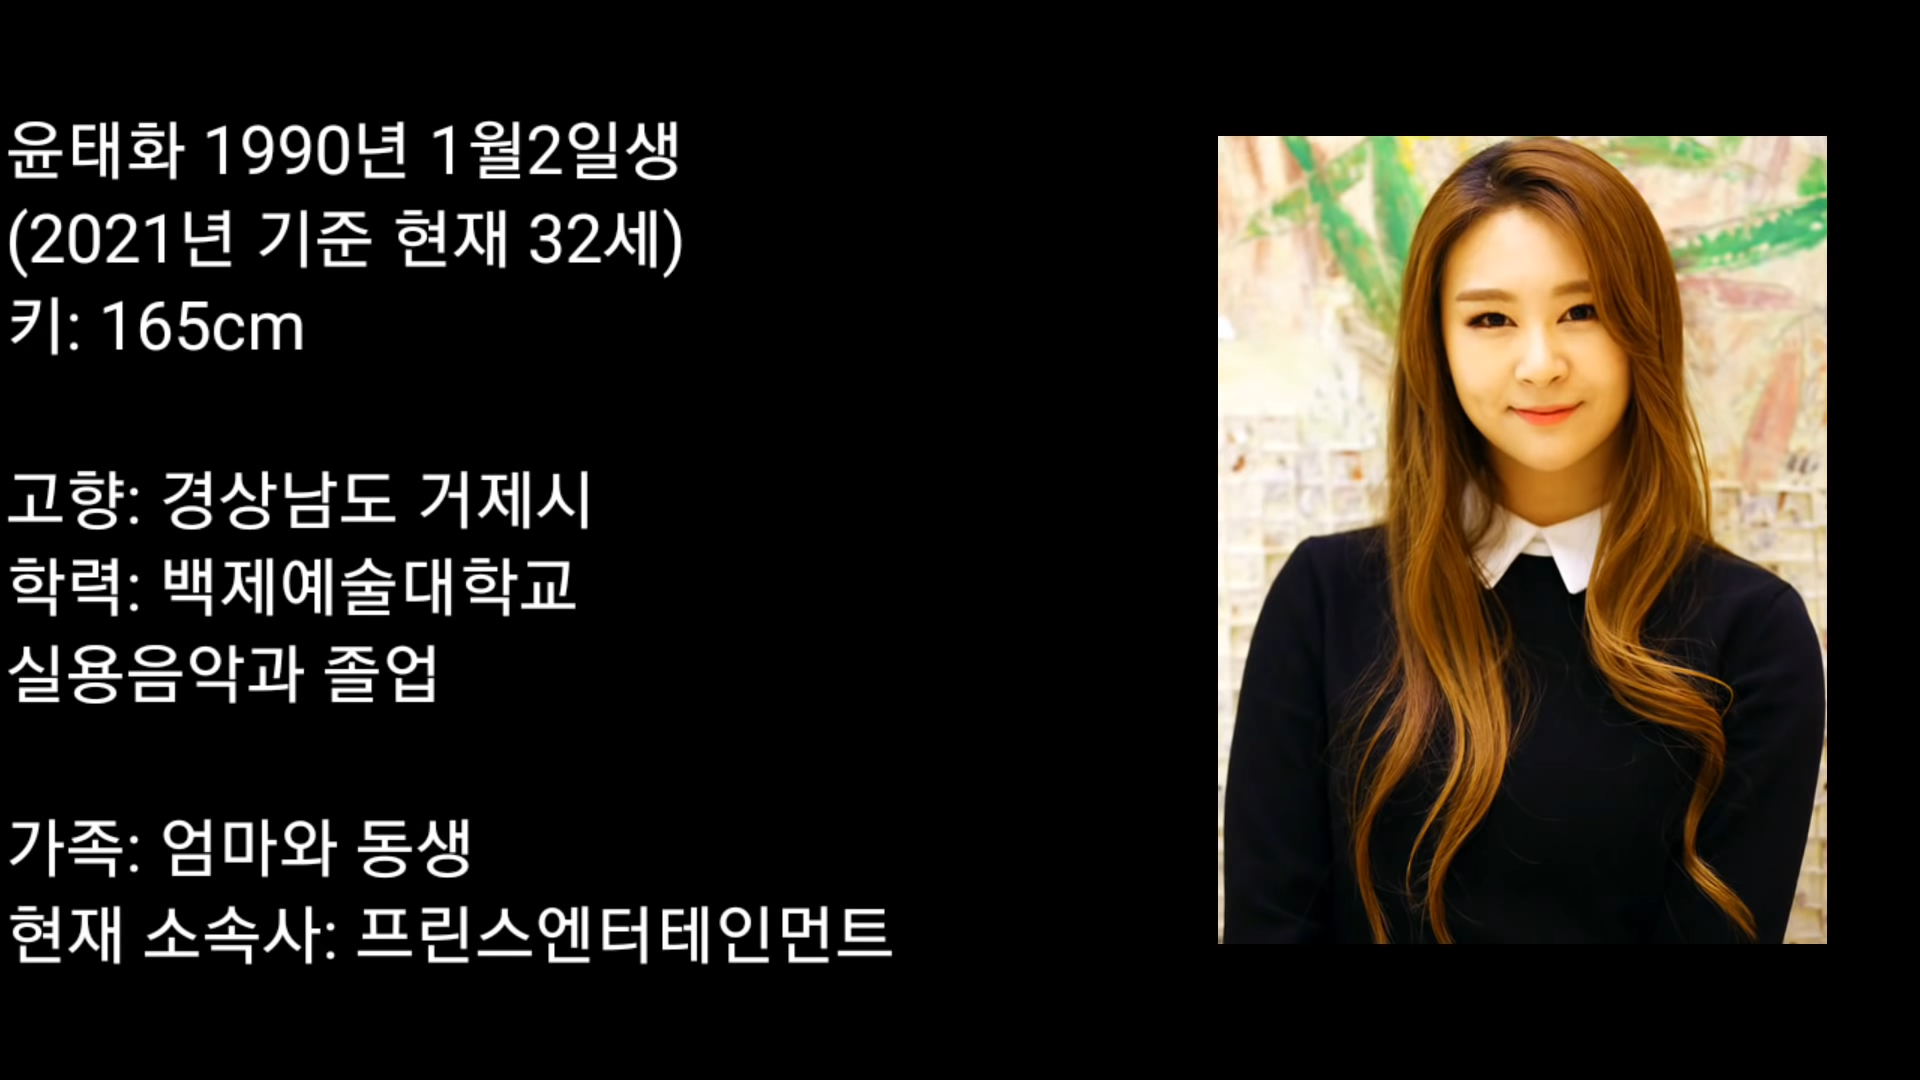 윤태화 1990년 1월2일생
(2021년 기준 현재 32세)
키: 165cm
고향: 경상남도 거제시
학력: 백제예술대학교
실용음악과 졸업
가족: 엄마와 동생
현재 소속사: 프린스엔터테인먼트